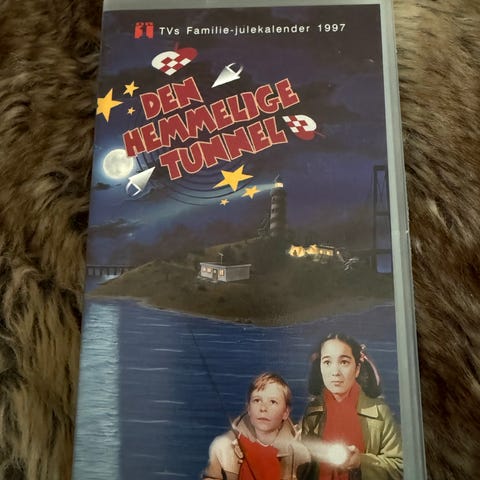 TVs Familie-julekalender 1997
DEN
HEMMELIGE
TUNNEL